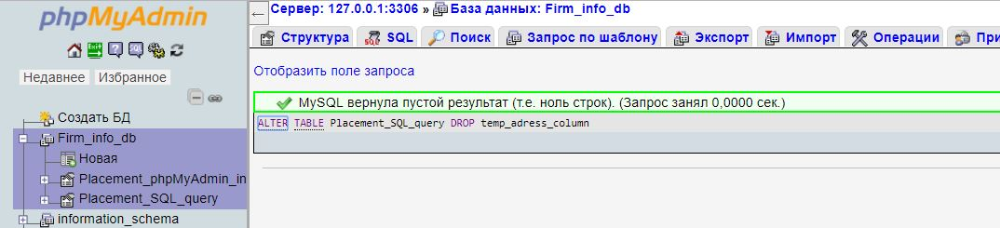 phpMyAdmin
Недавнее Избранное
Создать БД
Firm_info_db
Новая
Placement_phpMyAdmin_in
Placement_SQL_query
information_schema
Сервер: 127.0.0.1:3306 » База данных: Firm_info_db
Структура SQL Поиск Запрос по шаблону Экспорт Импорт Операции При
Отобразить поле запроса
MySQL вернула пустой результат (т.е. ноль строк). (Запрос занял 0,0000 сек.)
ALTER TABLE Placement_SQL_query DROP temp_adress_column